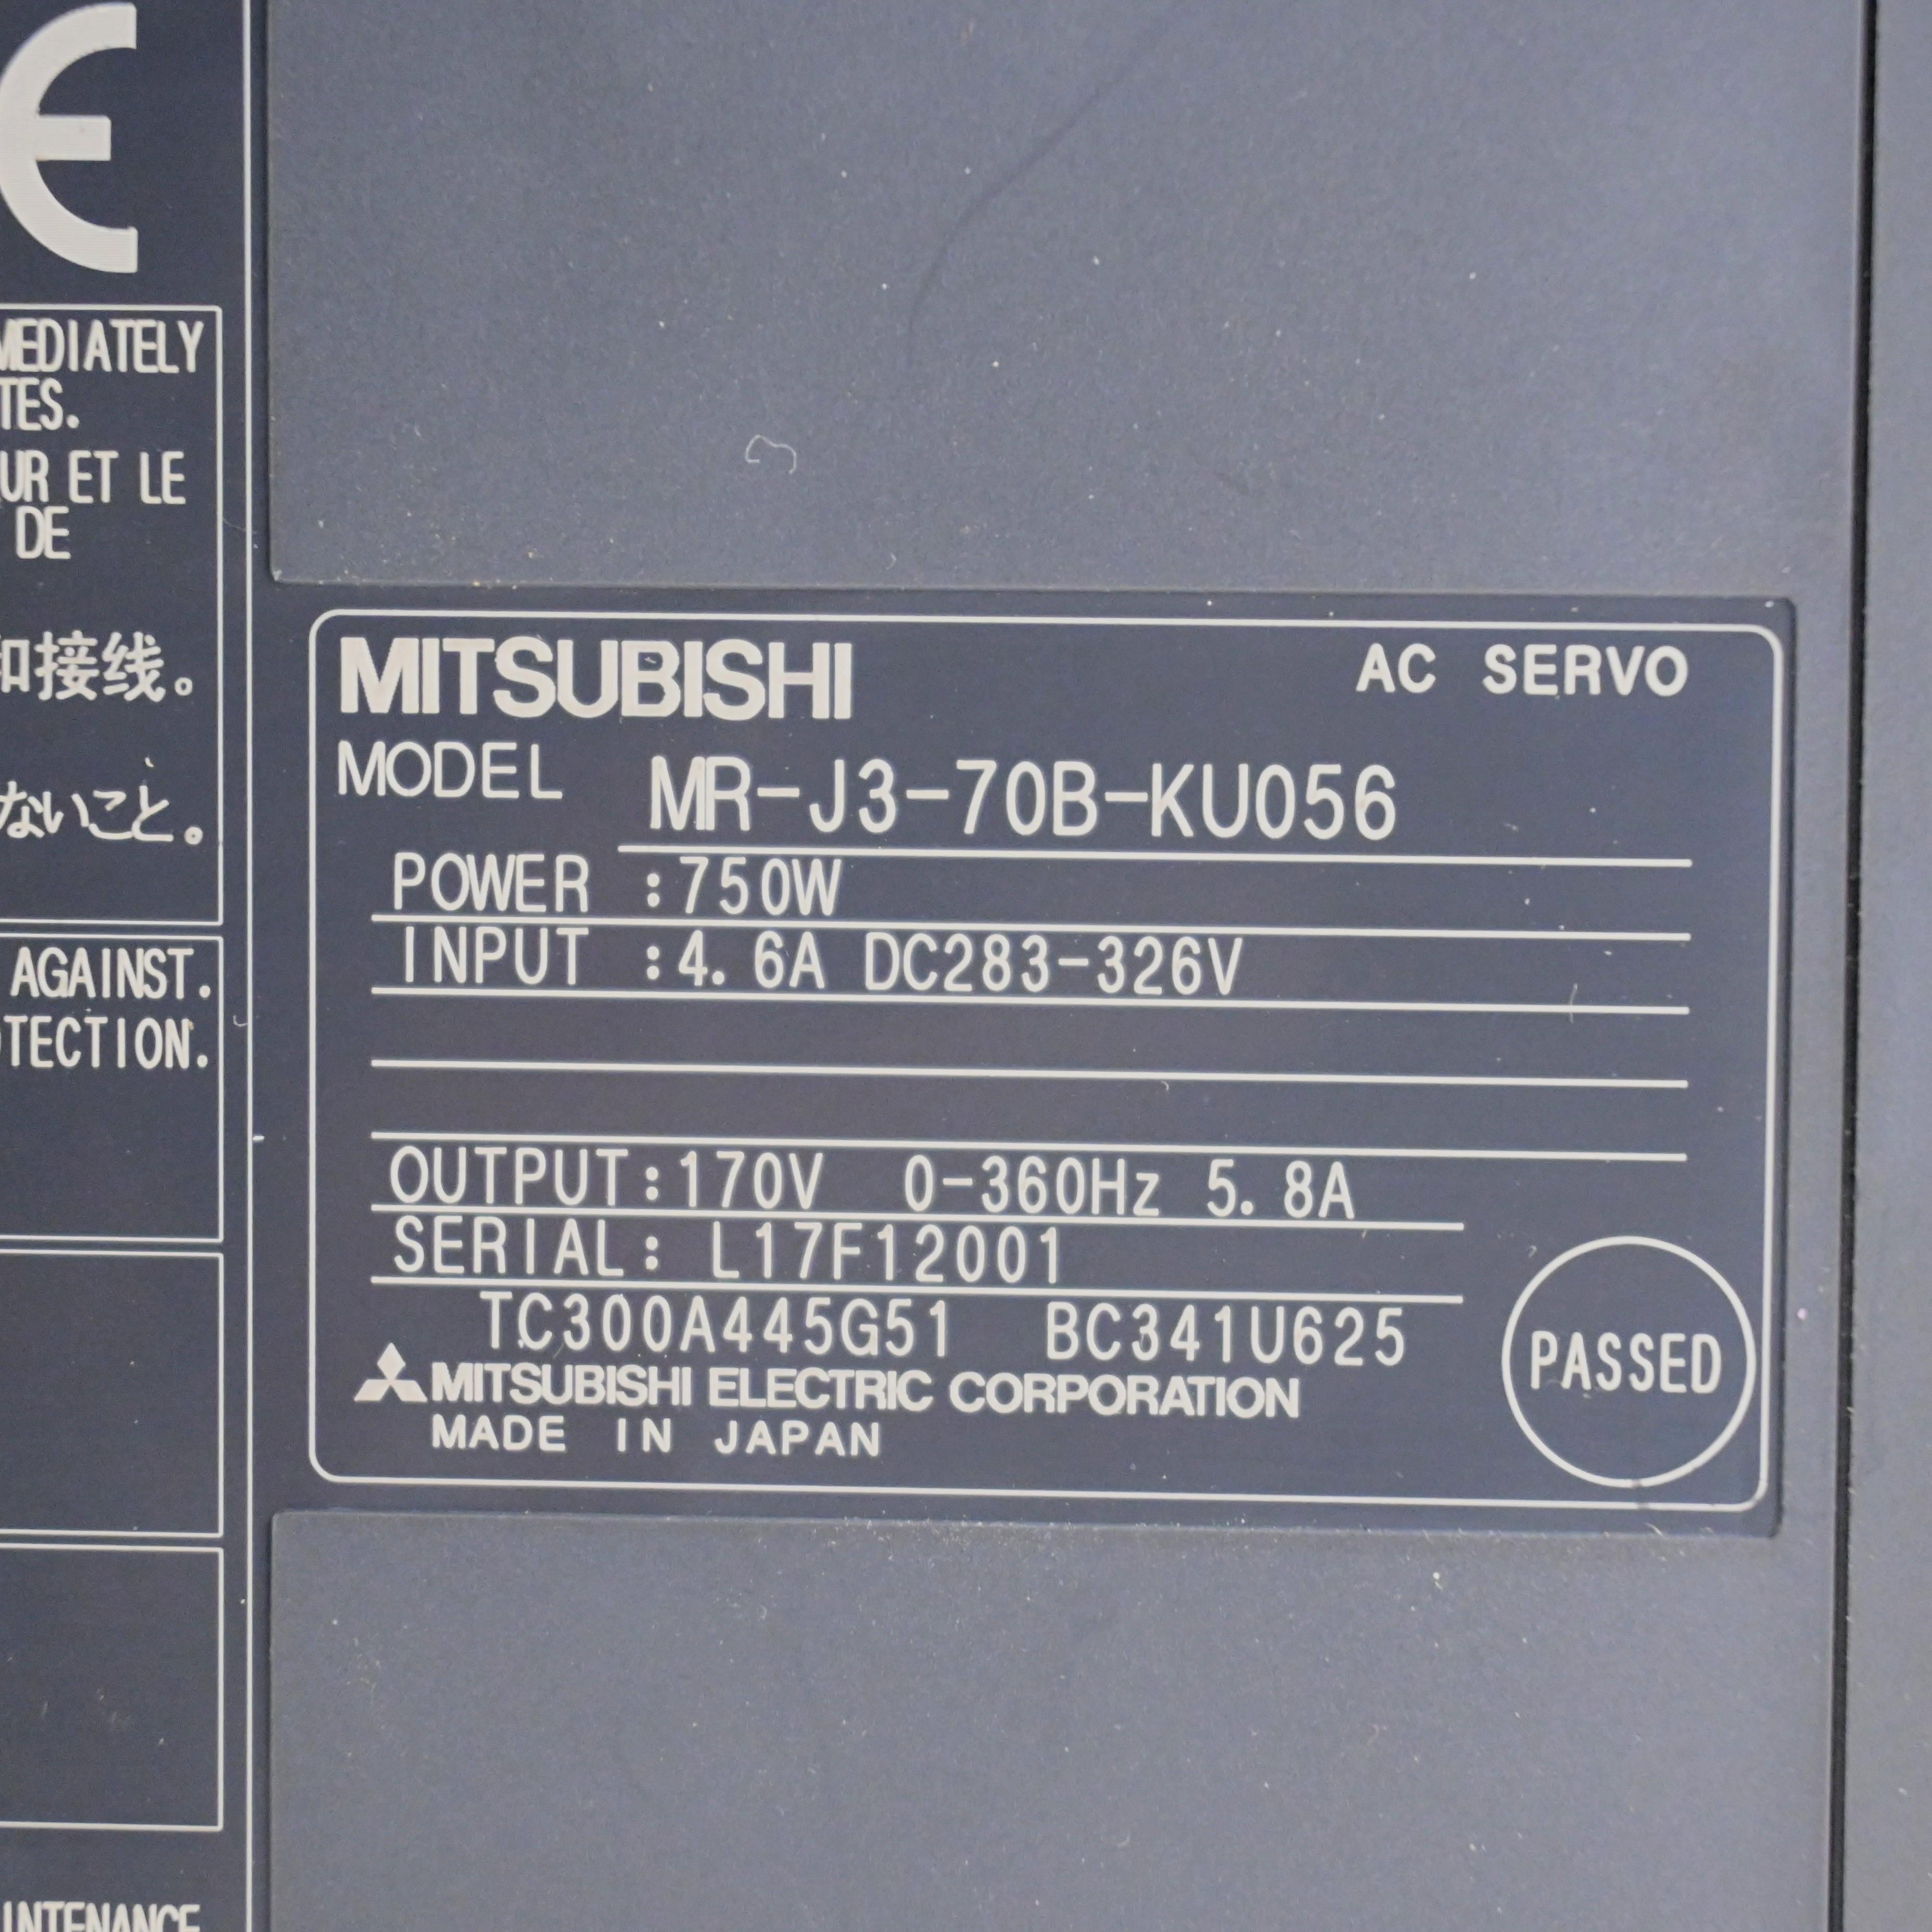 CE
MEDIATELY
TES.
UR ET LE
DE
和接线。
ないこと。
AGAINST.
OTECTION.
INTENANCE
MITSUBISHI AC SERVO
MODEL MR-J3-70B-KU056
POWER :750W
INPUT :4.6A DC283-326V
OUTPUT:170V 0-360Hz 5.8A
SERIAL: L17F12001
TC300A445G51 BC341U625
MITSUBISHI ELECTRIC CORPORATION
MADE IN JAPAN
PASSED